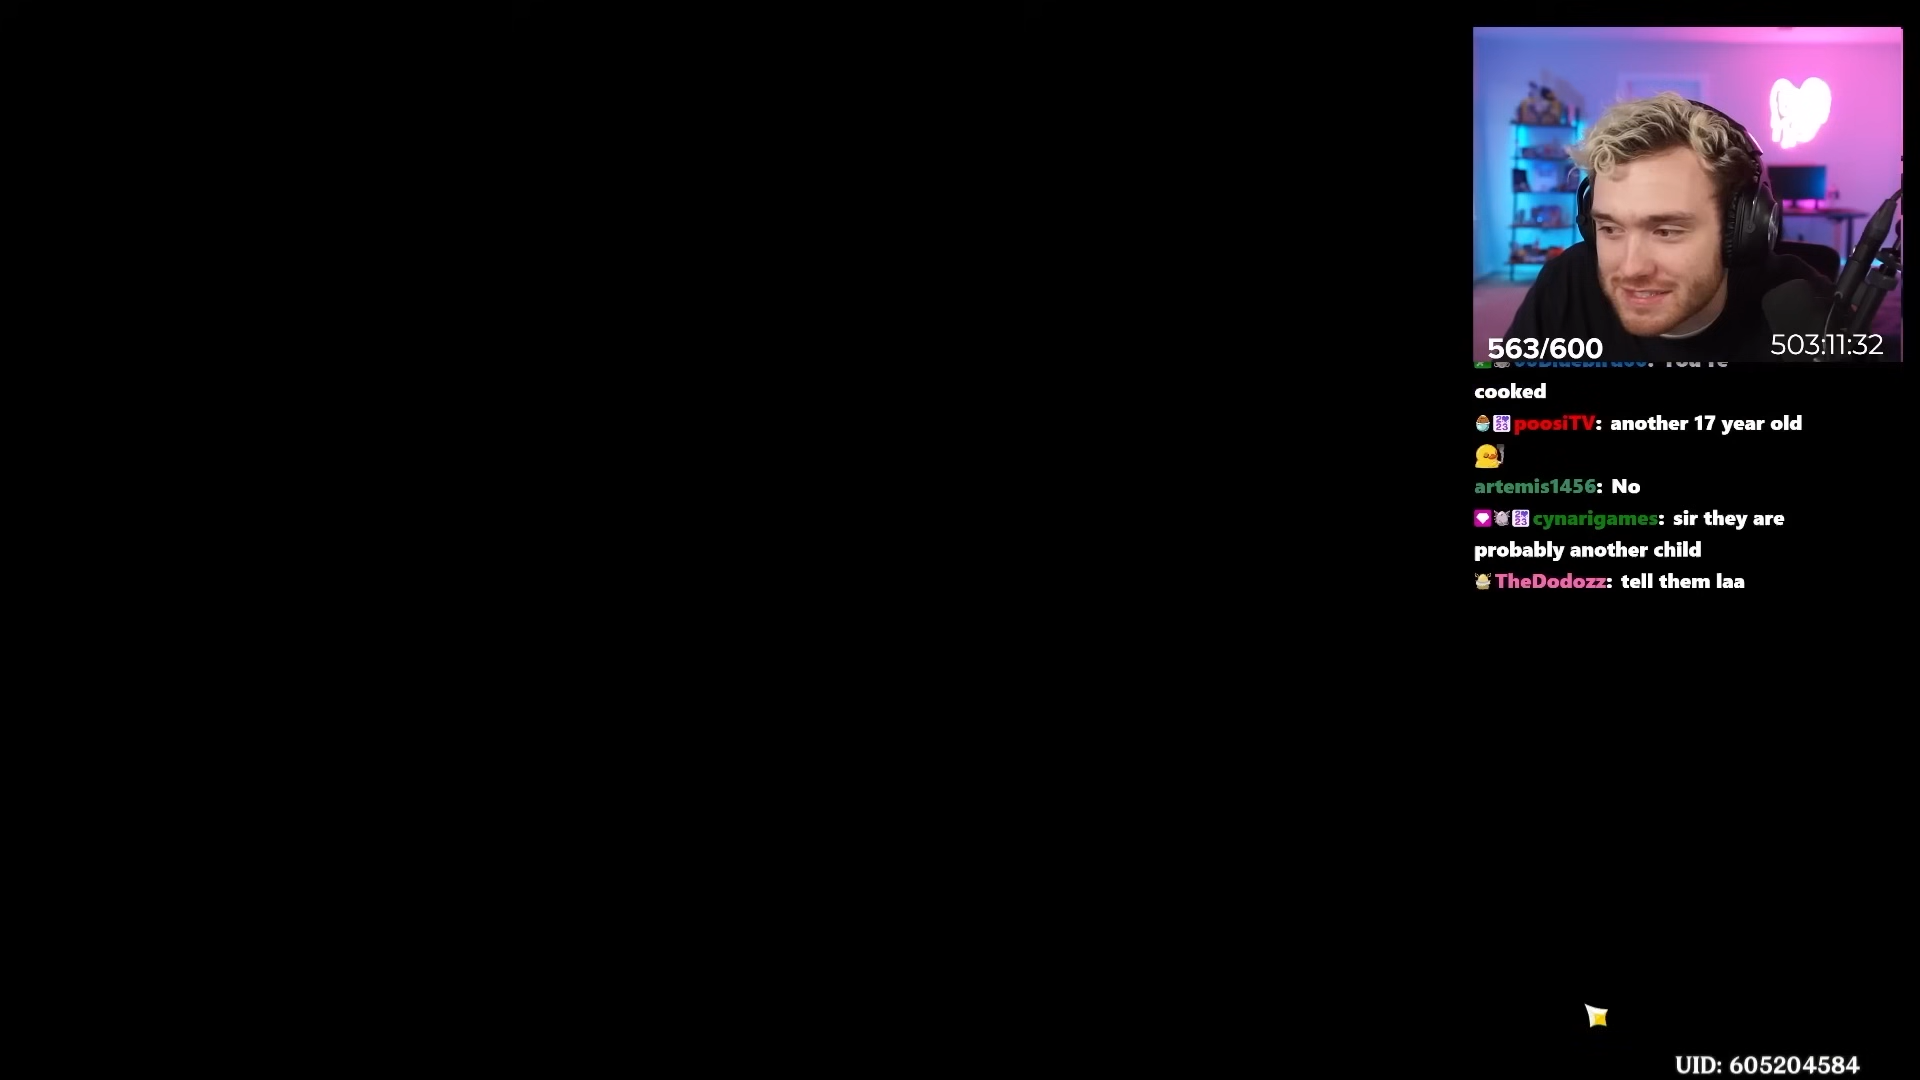 563/600
503:11:32
cooked
poosiTV: another 17 year old
artemis1456: No
cynarigames: sir they are
probably another child
TheDodozz: tell them laa
UID: 605204584